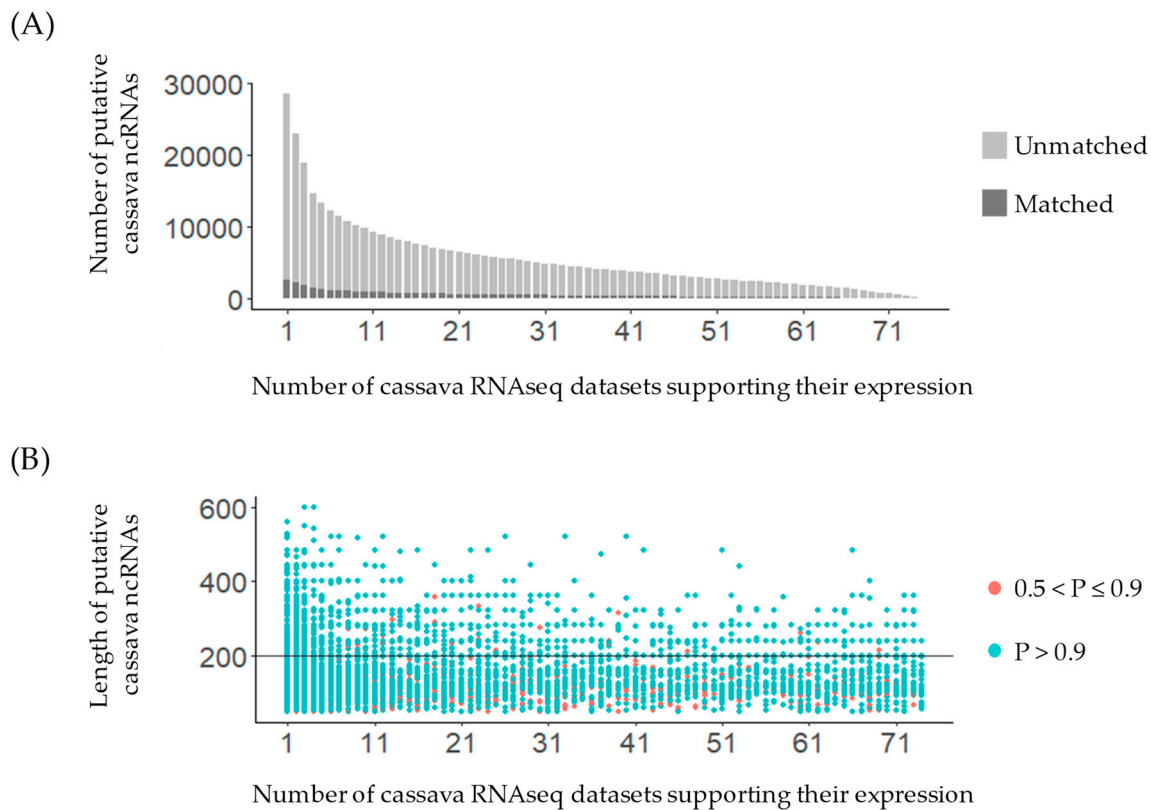 (A)
Number of putative
cassava ncRNAs
30000
20000
10000
0
1 11 21 31 41 51 61 71
Number of cassava RNAseq datasets supporting their expression
Unmatched
Matched
(B)
Length of putative
cassava ncRNAs
600
400
200
1 11 21 31 41 51 61 71
Number of cassava RNAseq datasets supporting their expression
0.5 < P ≤ 0.9
P > 0.9